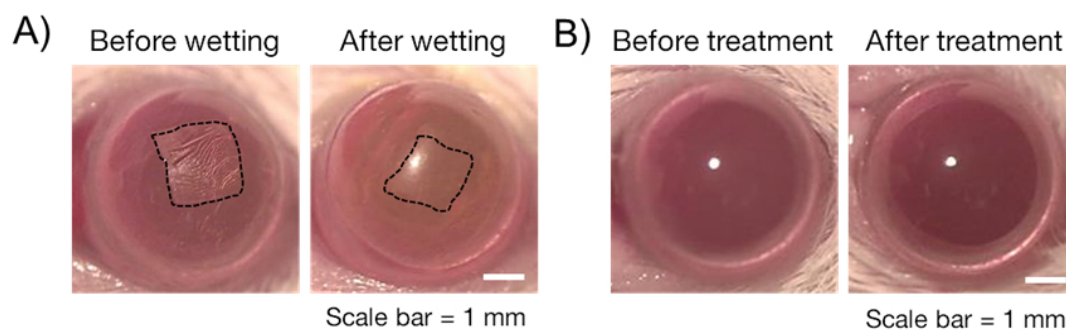 A)
Before wetting
After wetting
Scale bar = 1 mm
B)
Before treatment
After treatment
Scale bar = 1 mm